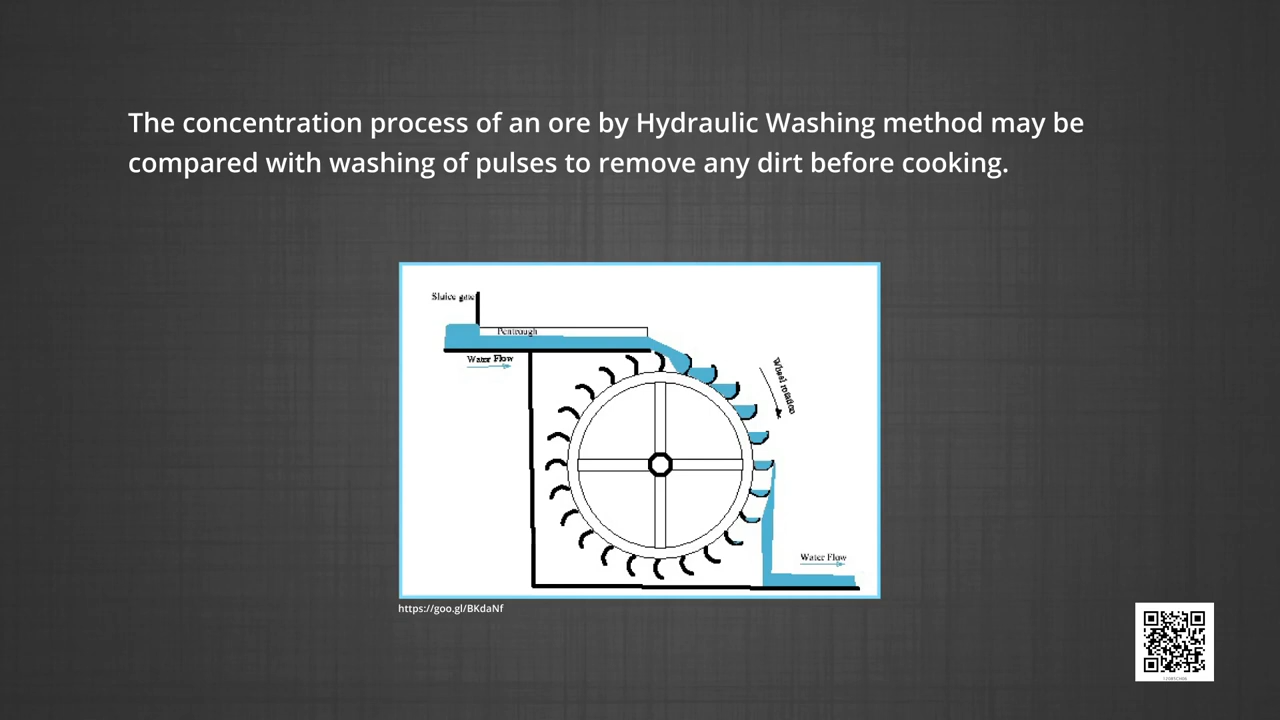 The concentration process of an ore by Hydraulic Washing method may be
compared with washing of pulses to remove any dirt before cooking.
Sluice gate
Pentrough
Water Flow
Wheel rotation
Water Flow
https://goo.gl/BKdaNf